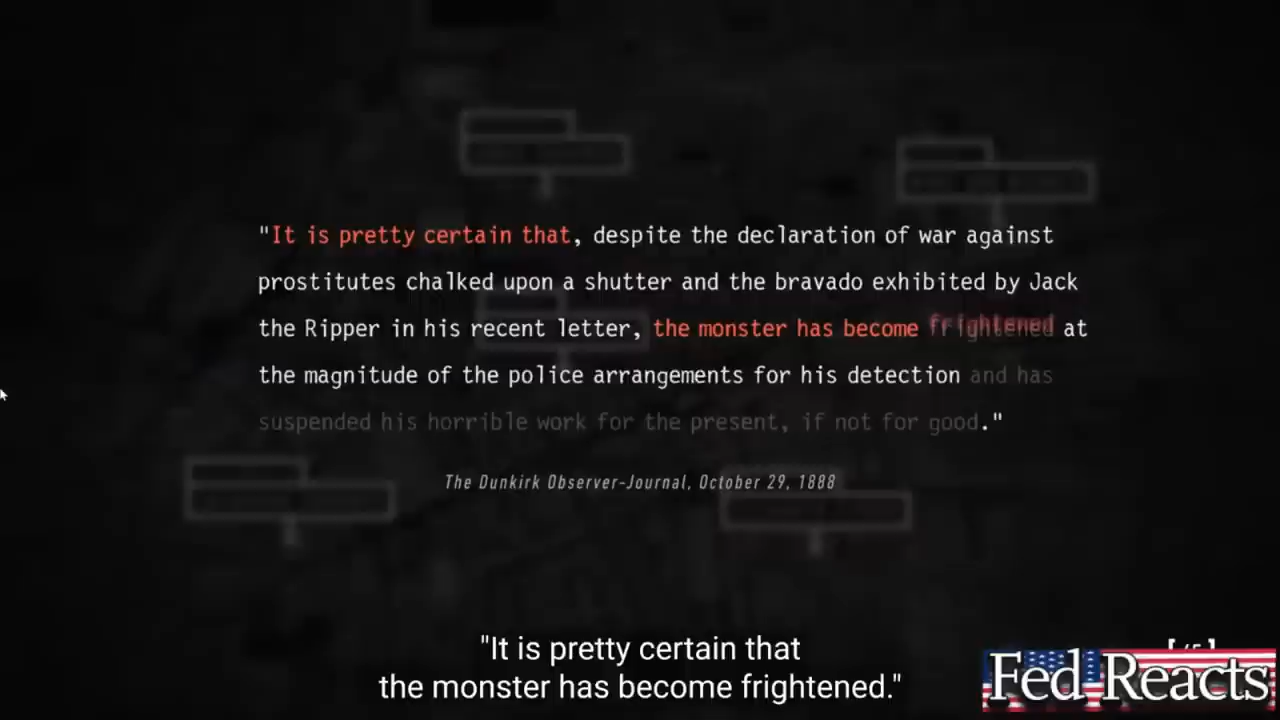 "It is pretty certain that, despite the declaration of war against
prostitutes chalked upon a shutter and the bravado exhibited by Jack
the Ripper in his recent letter, the monster has become frightened at
the magnitude of the police arrangements for his detection and has
suspended his horrible work for the present, if not for good."
The Dunkirk Observer-Journal, October 29, 1888
"It is pretty certain that
the monster has become frightened."
Fed Reacts